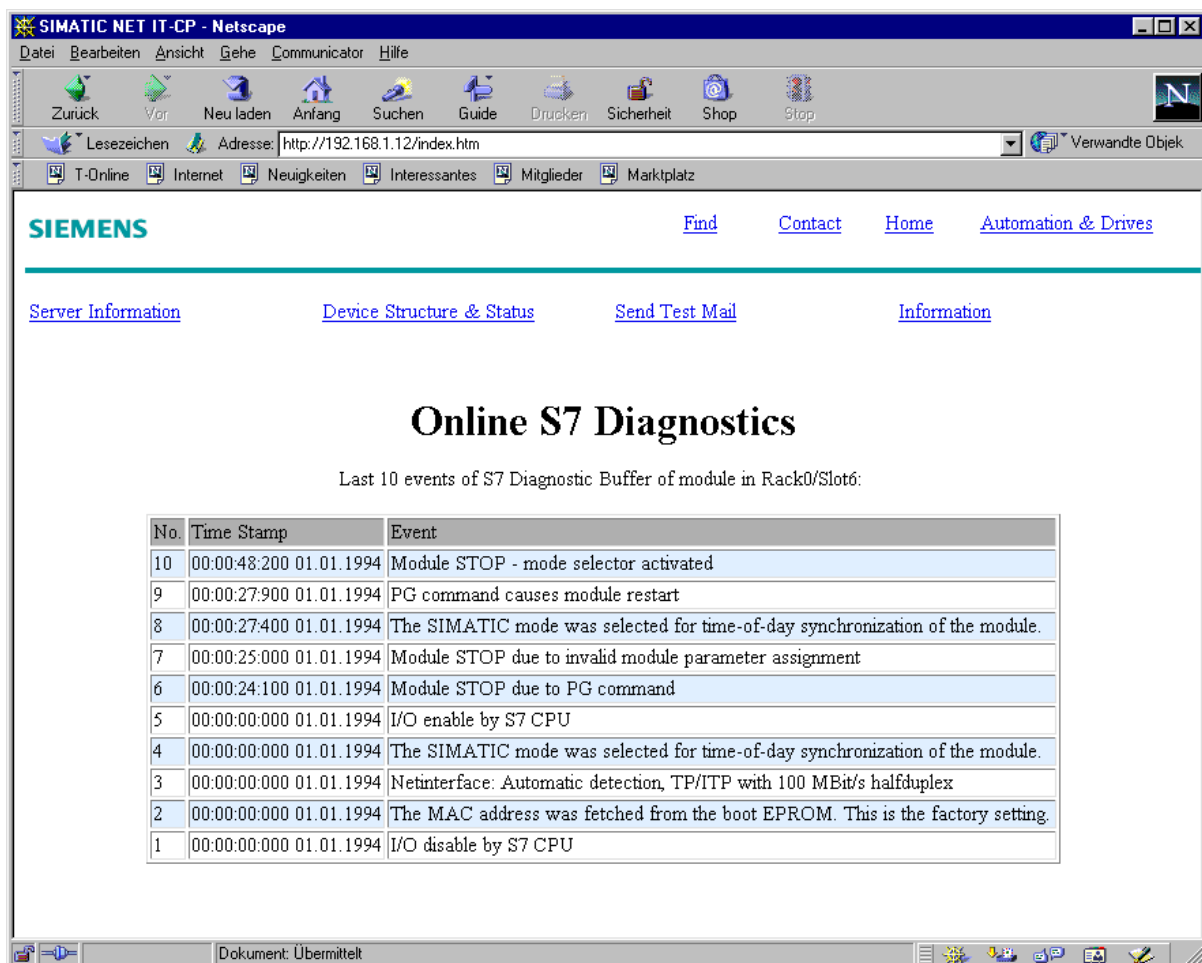 SIMATIC NET IT-CP - Netscape
Datei Bearbeiten Ansicht Gehe Communicator Hilfe
Zurück Vor Neu laden Anfang Suchen Guide Drucken Sicherheit Shop Stop
N
Lesezeichen Adresse: http://192.168.1.12/index.htm Verwandte Objek
T-Online Internet Neuigkeiten Interessantes Mitglieder Marktplatz
SIEMENS Find Contact Home Automation & Drives
Server Information Device Structure & Status Send Test Mail Information
Online S7 Diagnostics
Last 10 events of S7 Diagnostic Buffer of module in Rack0/Slot6:
No. Time Stamp Event
10 00:00:48:200 01.01.1994 Module STOP - mode selector activated
9 00:00:27:900 01.01.1994 PG command causes module restart
8 00:00:27:400 01.01.1994 The SIMATIC mode was selected for time-of-day synchronization of the module.
7 00:00:25:000 01.01.1994 Module STOP due to invalid module parameter assignment
6 00:00:24:100 01.01.1994 Module STOP due to PG command
5 00:00:00:000 01.01.1994 I/O enable by S7 CPU
4 00:00:00:000 01.01.1994 The SIMATIC mode was selected for time-of-day synchronization of the module.
3 00:00:00:000 01.01.1994 Netinterface: Automatic detection, TP/ITP with 100 MBit/s halfduplex
2 00:00:00:000 01.01.1994 The MAC address was fetched from the boot EPROM. This is the factory setting.
1 00:00:00:000 01.01.1994 I/O disable by S7 CPU
Dokument: Übermittelt